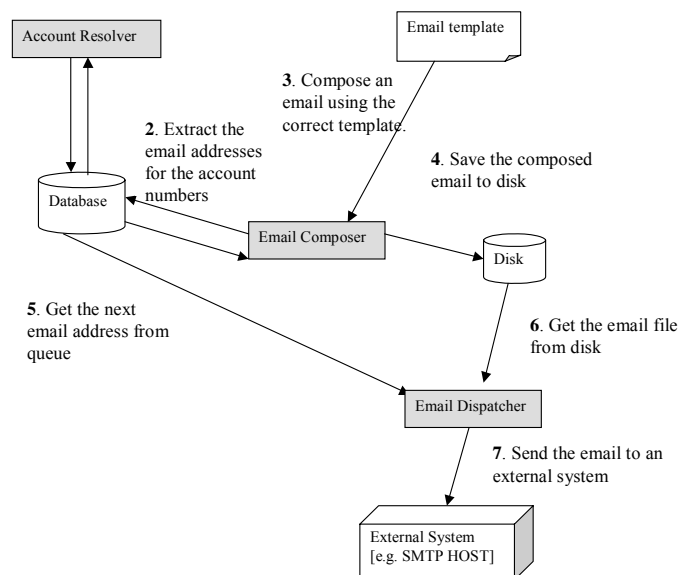 Account Resolver
Email template
3. Compose an
email using the
correct template.
2. Extract the
email addresses
for the account
numbers
4. Save the composed
email to disk
Database
Email Composer
Disk
5. Get the next
email address from
queue
6. Get the email file
from disk
Email Dispatcher
7. Send the email to an
external system
External System
[e.g. SMTP HOST]